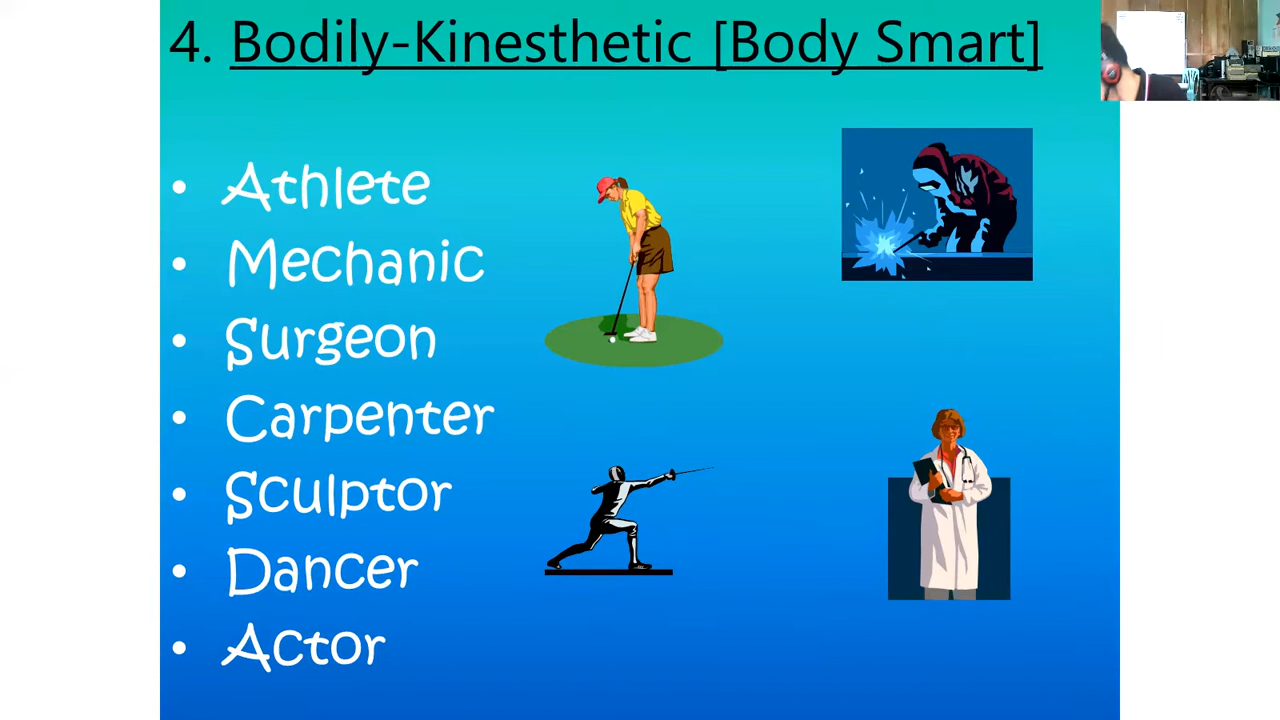 4. Bodily-Kinesthetic [Body Smart]
• Athlete
• Mechanic
• Surgeon
• Carpenter
• Sculptor
• Dancer
• Actor